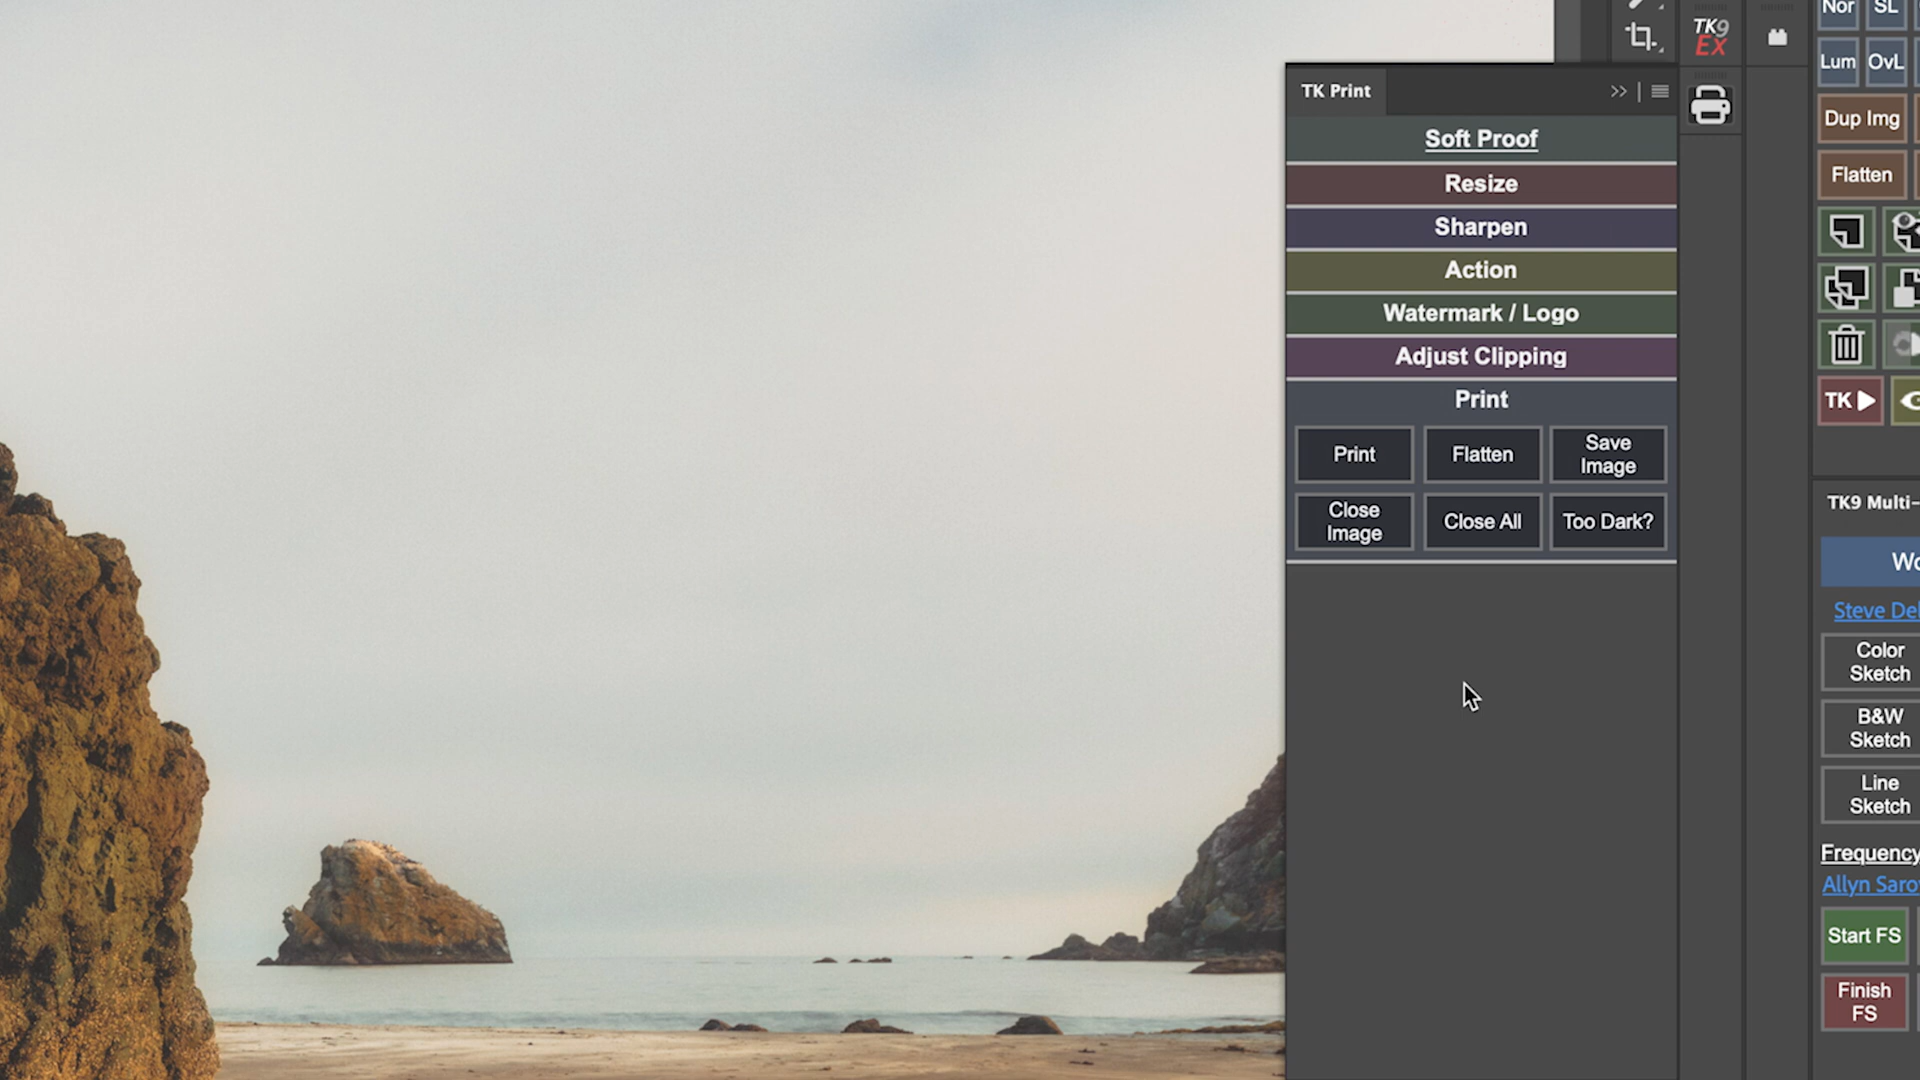 Nor SL
TK9
EX
Lum OvL
TK Print
Soft Proof
Dup Img
Resize
Flatten
Sharpen
Action
Watermark / Logo
Adjust Clipping
Print
TK
Print Flatten Save
Image
Close
Image Close All Too Dark?
TK9 Multi-
Steve
Color
Sketch
B&W
Sketch
Line
Sketch
Frequency
Allyn
Start FS
Finish
FS